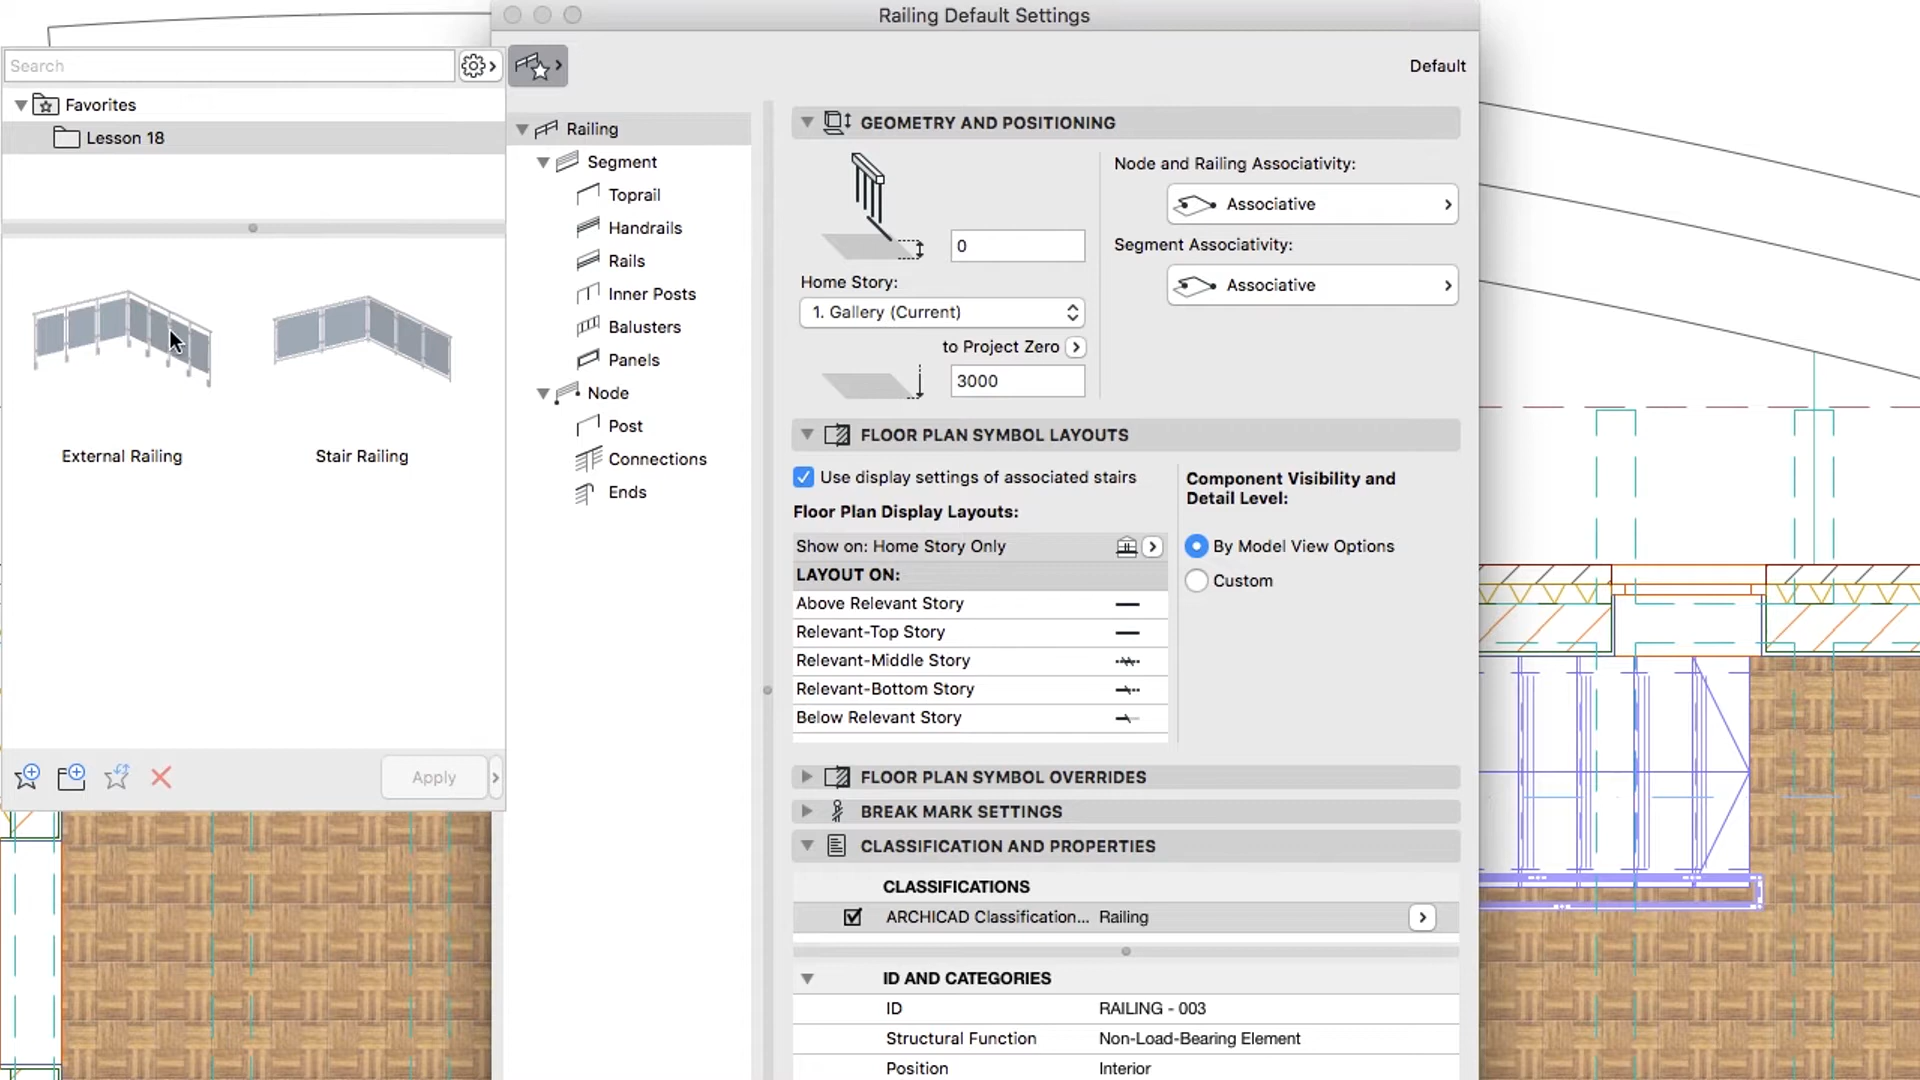 Railing Default Settings
Search
Default
Favorites
Lesson 18
External Railing
Stair Railing
Apply
Railing
Segment
Toprail
Handrails
Rails
Inner Posts
Balusters
Panels
Node
Post
Connections
Ends
GEOMETRY AND POSITIONING
0
Home Story:
1. Gallery (Current)
to Project Zero
3000
Node and Railing Associativity:
Associative
Segment Associativity:
Associative
FLOOR PLAN SYMBOL LAYOUTS
Use display settings of associated stairs
Floor Plan Display Layouts:
Show on: Home Story Only
LAYOUT ON:
Above Relevant Story
Relevant-Top Story
Relevant-Middle Story
Relevant-Bottom Story
Below Relevant Story
Component Visibility and
Detail Level:
By Model View Options
Custom
FLOOR PLAN SYMBOL OVERRIDES
BREAK MARK SETTINGS
CLASSIFICATION AND PROPERTIES
CLASSIFICATIONS
ARCHICAD Classification... Railing
ID AND CATEGORIES
ID RAILING - 003
Structural Function Non-Load-Bearing Element
Position Interior